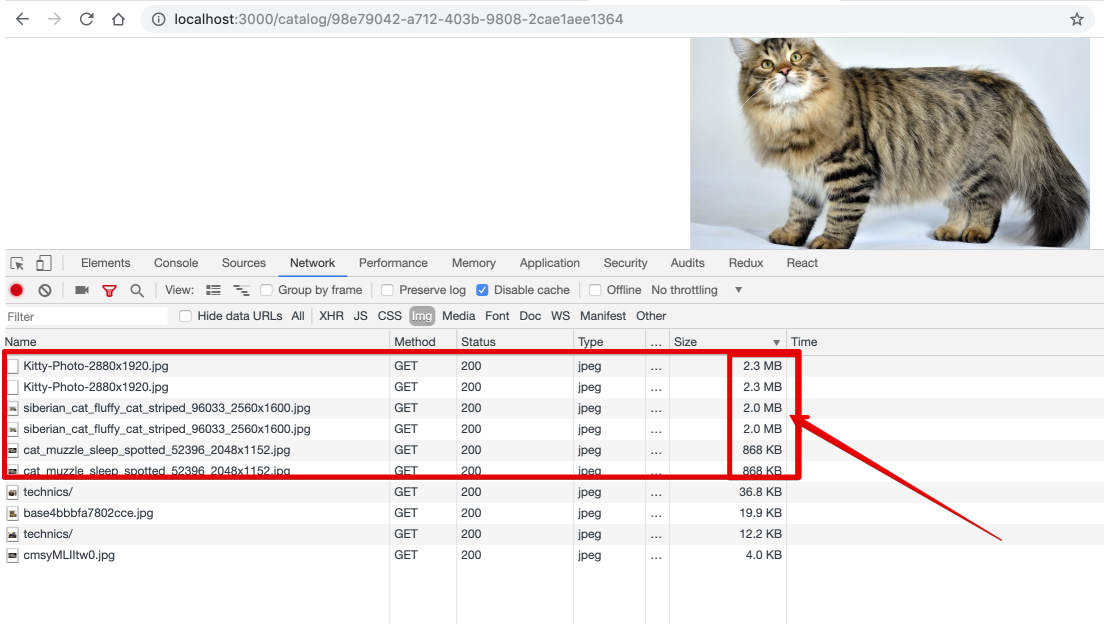 localhost:3000/catalog/98e79042-a712-403b-9808-2cae1aee1364
Elements Console Sources Network Performance Memory Application Security Audits Redux React
View: Group by frame Preserve log Disable cache Offline No throttling ▼
Filter Hide data URLs All XHR JS CSS Img Media Font Doc WS Manifest Other
Name Method Status Type ... Size ▼ Time
Kitty-Photo-2880x1920.jpg GET 200 jpeg ... 2.3 MB
Kitty-Photo-2880x1920.jpg GET 200 jpeg ... 2.3 MB
siberian_cat_fluffy_cat_striped_96033_2560x1600.jpg GET 200 jpeg ... 2.0 MB
siberian_cat_fluffy_cat_striped_96033_2560x1600.jpg GET 200 jpeg ... 2.0 MB
cat_muzzle_sleep_spotted_52396_2048x1152.jpg GET 200 jpeg ... 868 KB
cat_muzzle_sleep_spotted_52396_2048x1152.jpg GET 200 jpeg ... 868 KB
technics/ GET 200 jpeg ... 36.8 KB
base4bbbfa7802cce.jpg GET 200 jpeg ... 19.9 KB
technics/ GET 200 jpeg ... 12.2 KB
cmsyMLIItw0.jpg GET 200 jpeg ... 4.0 KB